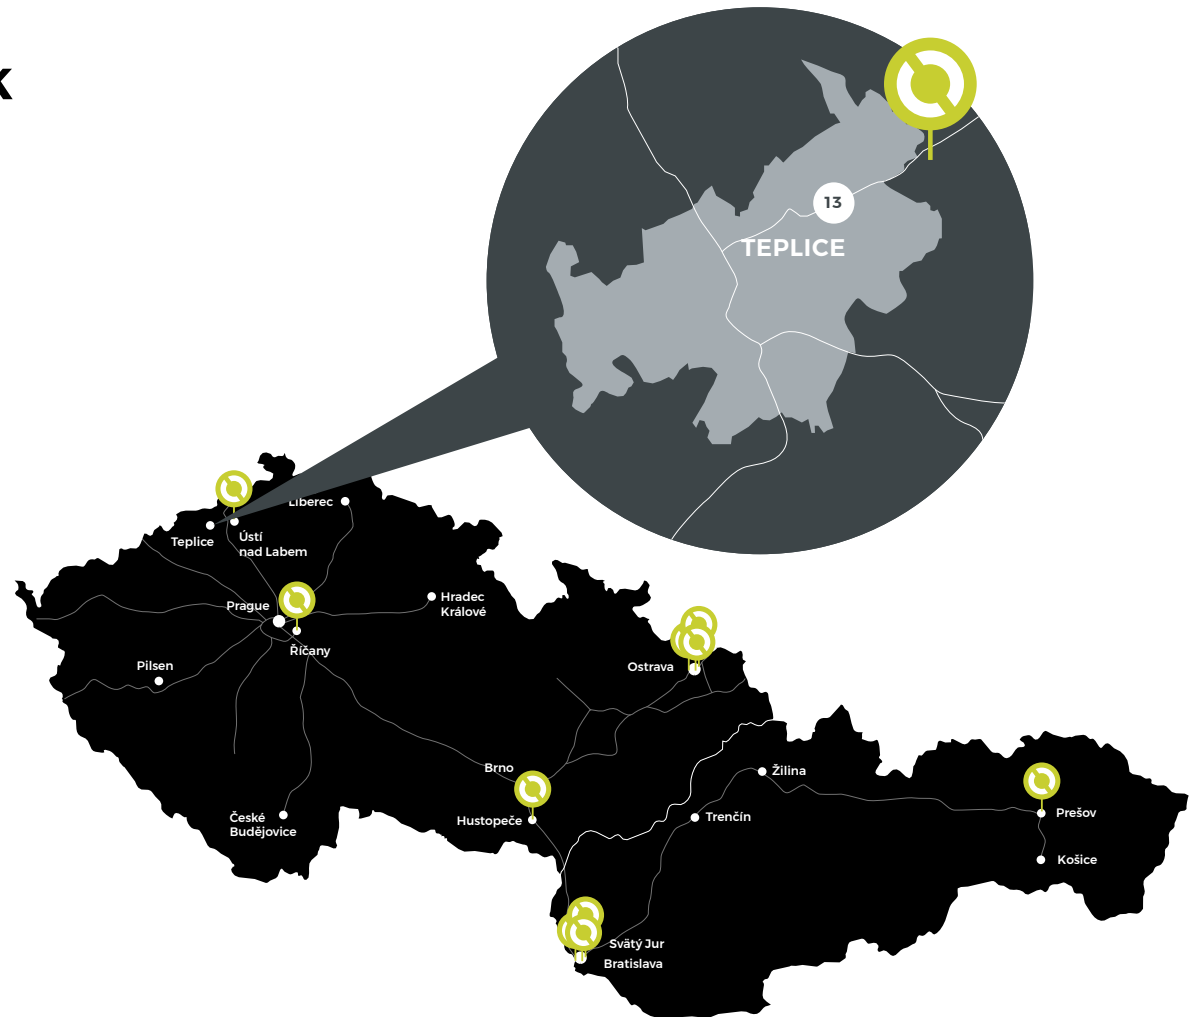 K
13
TEPLICE
Liberec
Teplice
Ústí
nad Labem
Hradec
Králové
Prague
Říčany
Pilsen
Ostrava
Brno
Žilina
Hustopeče
České
Budějovice
Trenčín
Prešov
Košice
Svätý Jur
Bratislava